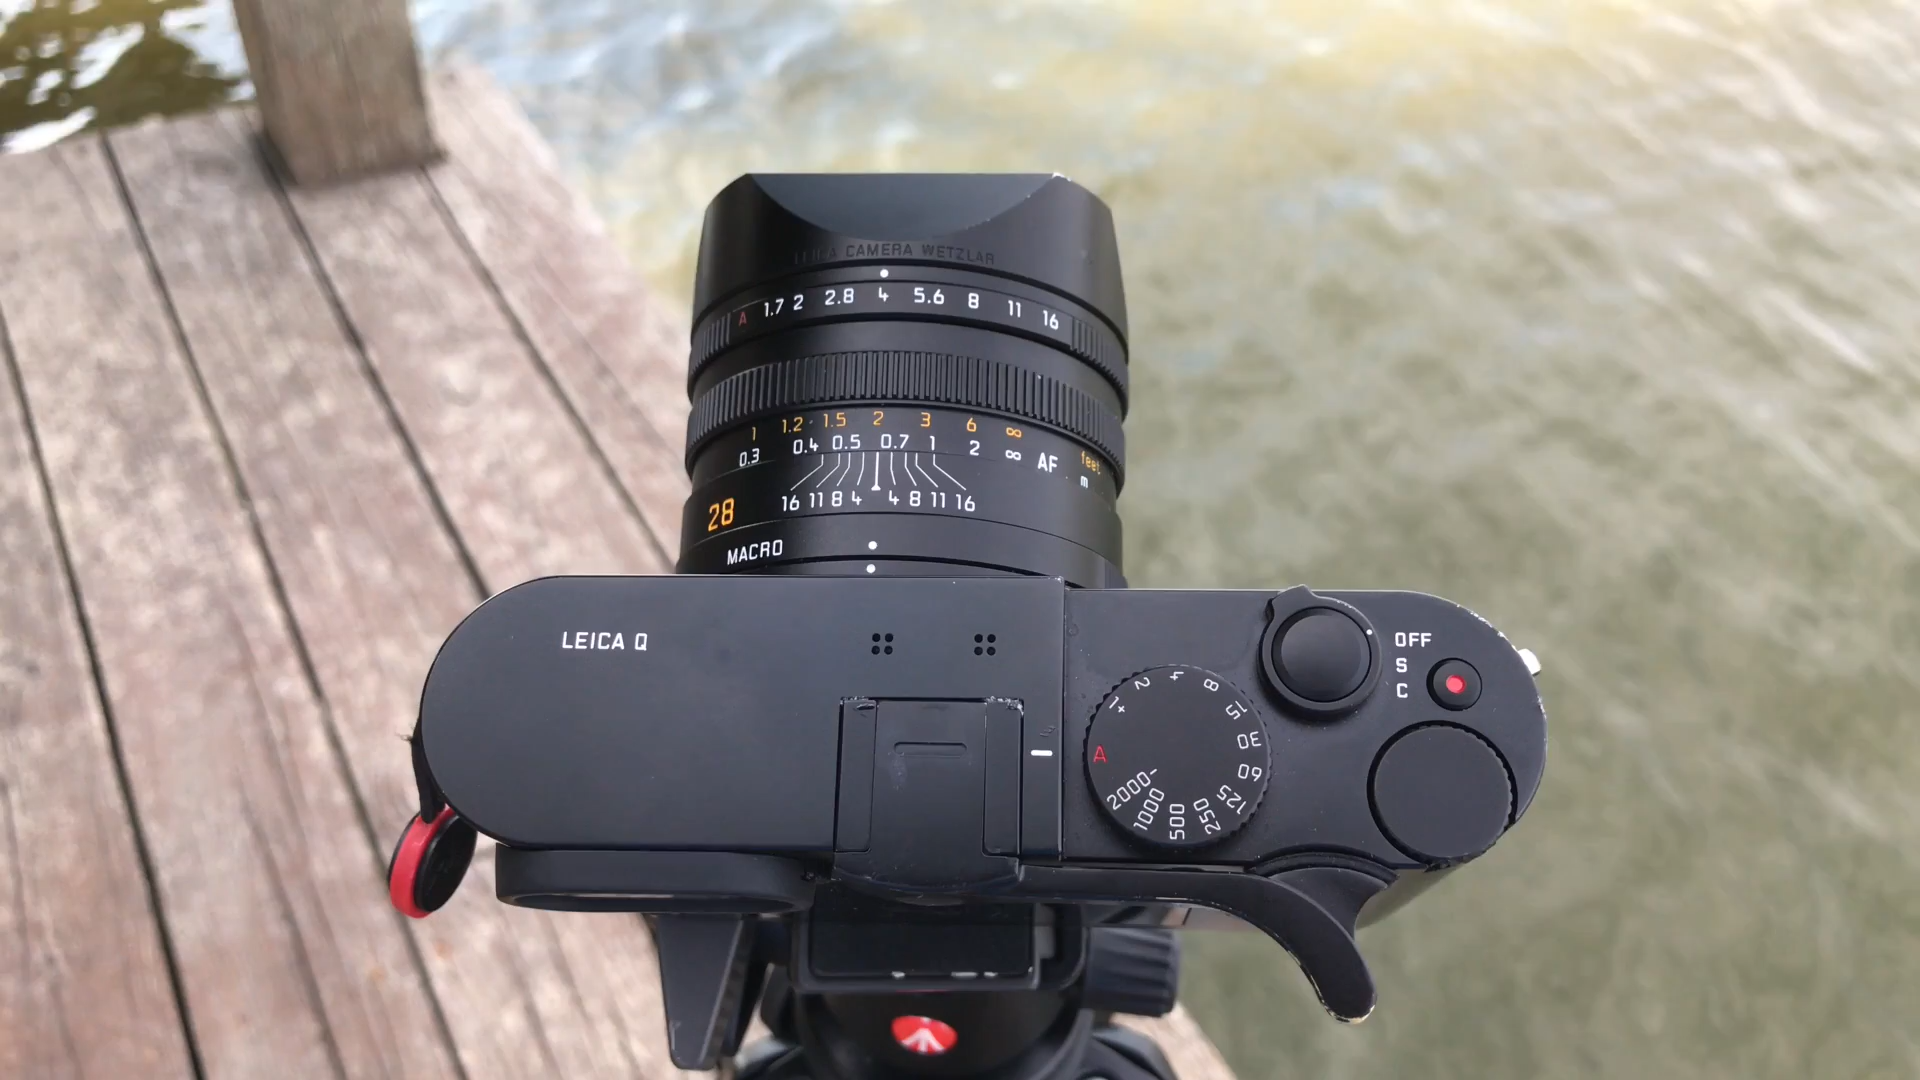 LEICA CAMERA WETZLAR
A 1.7 2 2.8 4 5.6 8 11 16
1 1.2 1.5 2 3 6 ∞ feet
0.3 0.4 0.5 0.7 1 2 ∞ AF m
16 11 8 4 4 8 11 16
28
MACRO
LEICA Q
OFF
S
C
A 1+ 2 4 8 15 30 60 125 250 500 1000 2000-